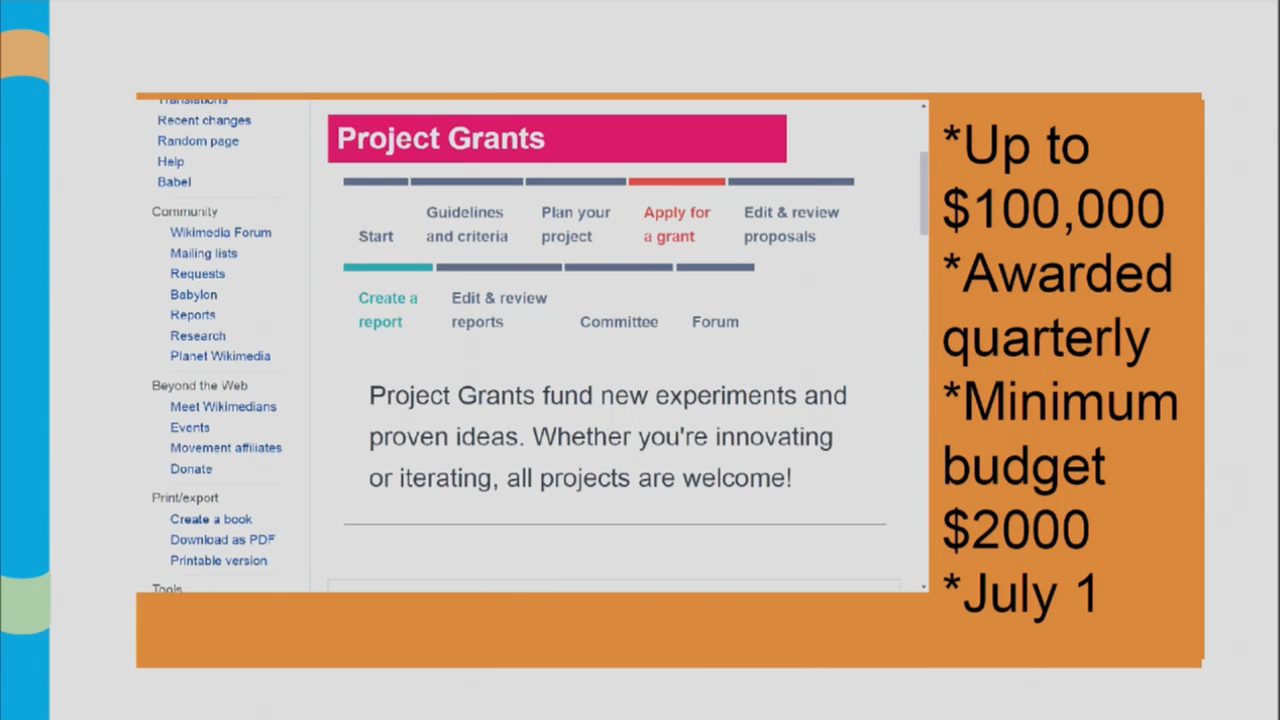 Translations
Recent changes
Random page
Help
Babel
Community
Wikimedia Forum
Mailing lists
Requests
Babylon
Reports
Research
Planet Wikimedia
Beyond the Web
Meet Wikimedians
Events
Movement affiliates
Donate
Print/export
Create a book
Download as PDF
Printable version
Tools
Project Grants
Start
Guidelines
and criteria
Plan your
project
Apply for
a grant
Edit & review
proposals
Create a
report
Edit & review
reports
Committee
Forum
Project Grants fund new experiments and
proven ideas. Whether you're innovating
or iterating, all projects are welcome!
*Up to
$100,000
*Awarded
quarterly
*Minimum
budget
$2000
*July 1